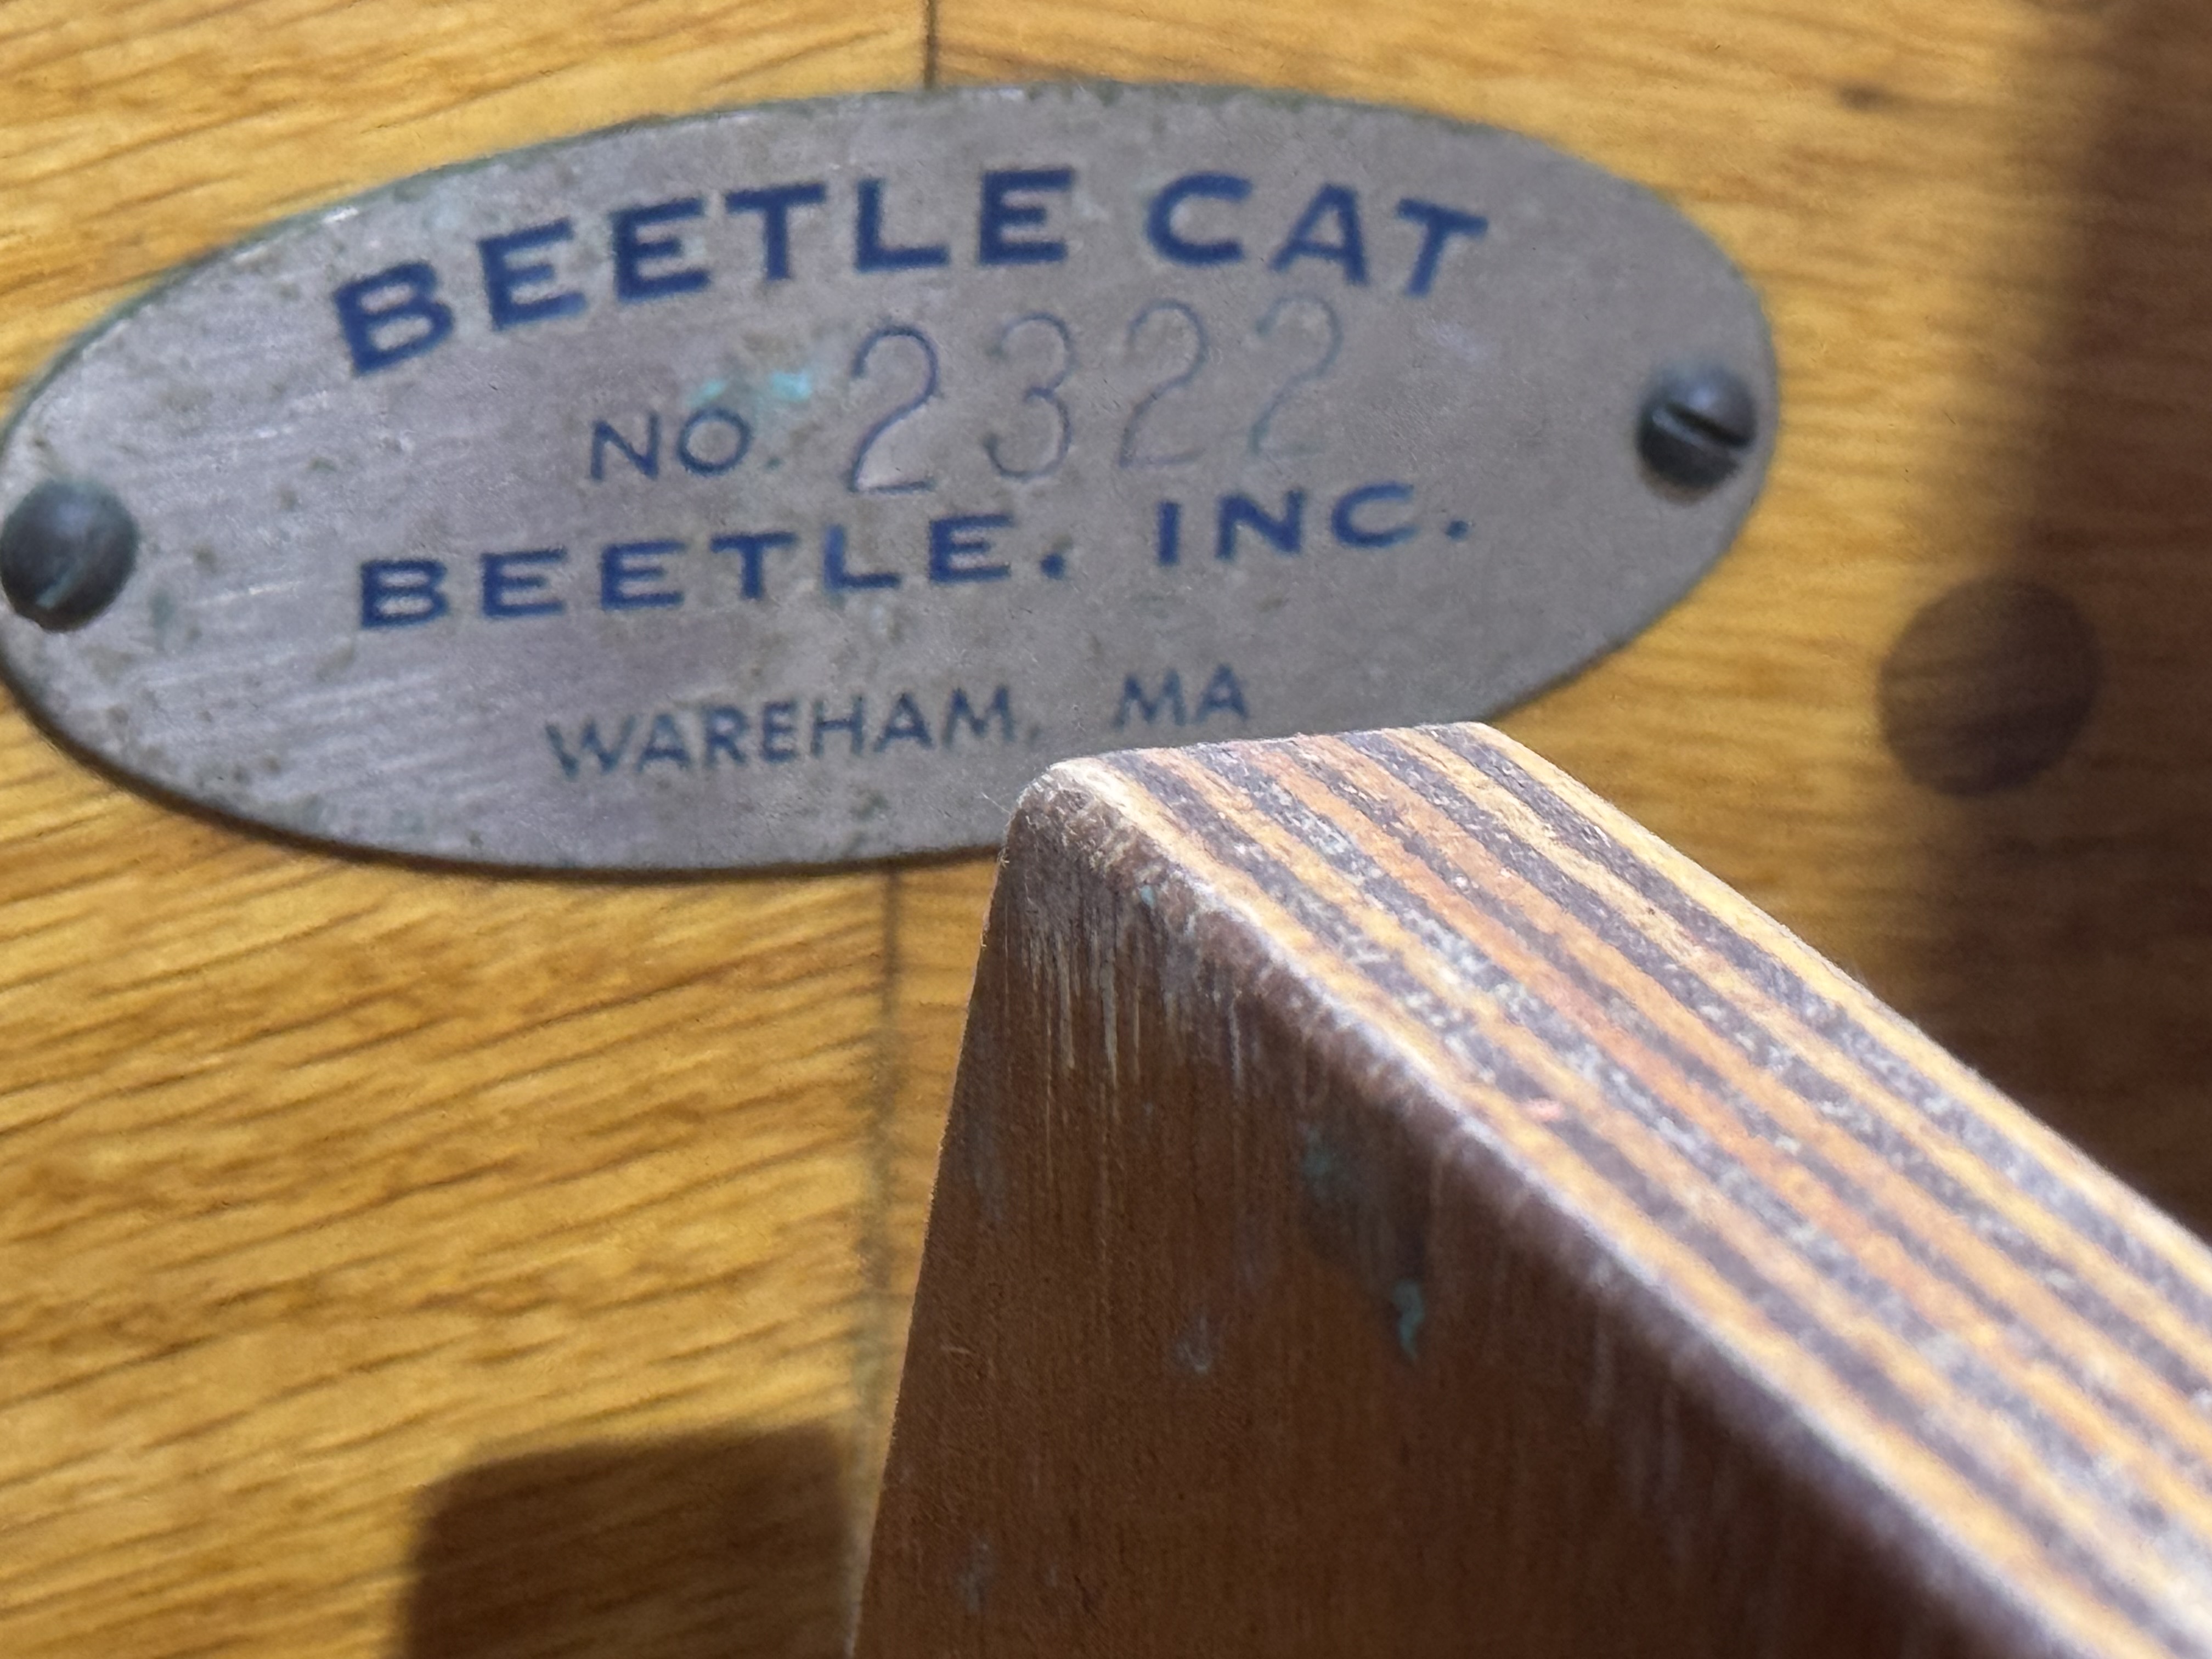 BEETLE CAT
NO. 2322
BEETLE, INC.
WAREHAM, MA